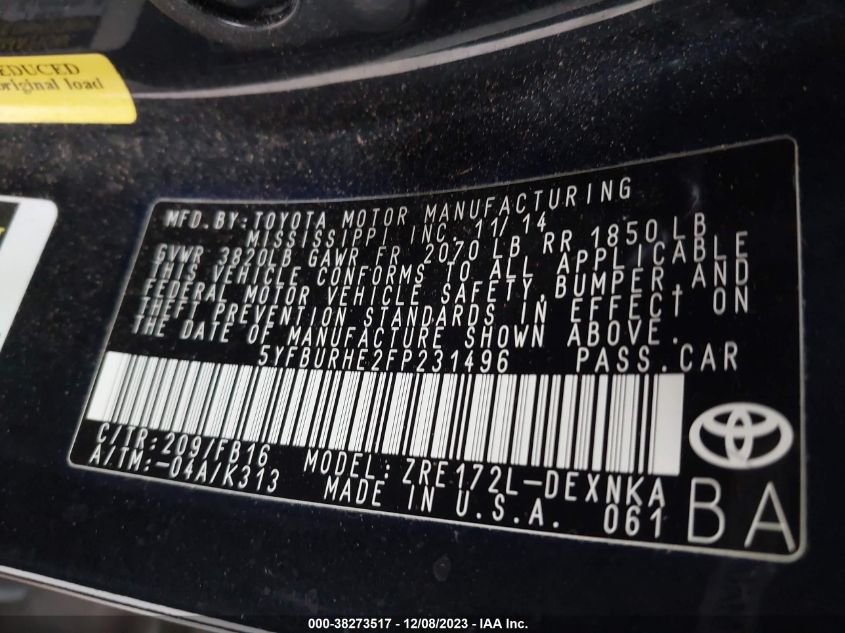 EDUCED
original load
MFD. BY: TOYOTA MOTOR MANUFACTURING
MISSISSIPPI INC. 11/14
GVWR 3820LB GAWR FR 2070 LB RR 1850 LB
THIS VEHICLE CONFORMS TO ALL APPLICABLE
FEDERAL MOTOR VEHICLE SAFETY, BUMPER, AND
THEFT PREVENTION STANDARDS IN EFFECT ON
THE DATE OF MANUFACTURE SHOWN ABOVE.
5YFBURHE2FP231496 PASS. CAR
C/TR: 209/FB16
A/TM: -04A/K313
MODEL: ZRE172L-DEXNKA
MADE IN U.S.A. 061
BA
000-38273517 - 12/08/2023 - IAA Inc.